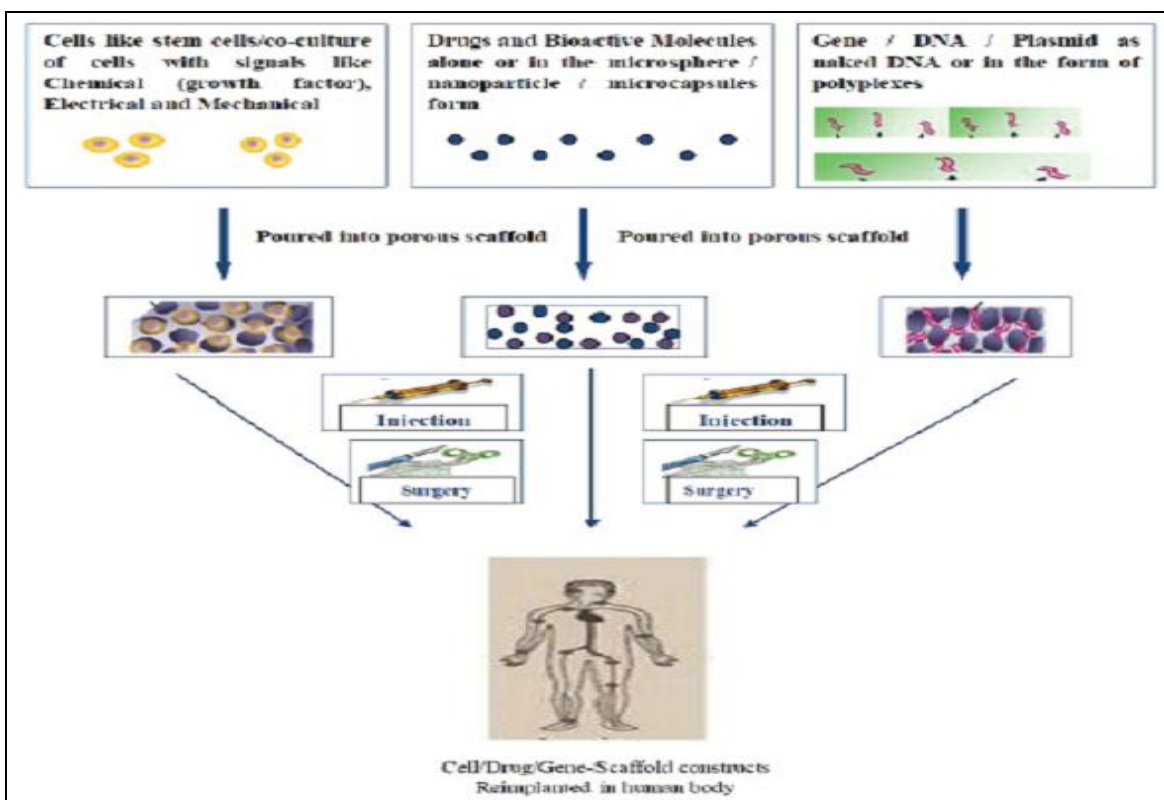 Cells like stem cells/co-culture
of cells with signals like
Chemical (growth factor),
Electrical and Mechanical
Drugs and Bioactive Molecules
alone or in the microsphere /
nanoparticle / microcapsules
form
Gene / DNA / Plasmid as
naked DNA or in the form of
polyplexes
Poured into porous scaffold
Poured into porous scaffold
Injection
Injection
Surgery
Surgery
Cell/Drug/Gene-Scaffold constructs
Reimplanted in human body